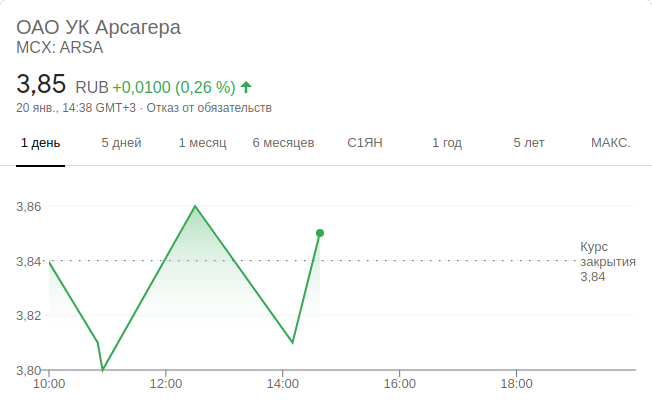 ОАО УК Арсагера
MCX: ARSA
3,85 RUB +0,0100 (0,26 %)
20 янв., 14:38 GMT+3 · Отказ от обязательств
1 день 5 дней 1 месяц 6 месяцев С1ЯН 1 год 5 лет МАКС.
3,86
3,84
3,82
3,80
Курс
закрытия
3,84
10:00 12:00 14:00 16:00 18:00